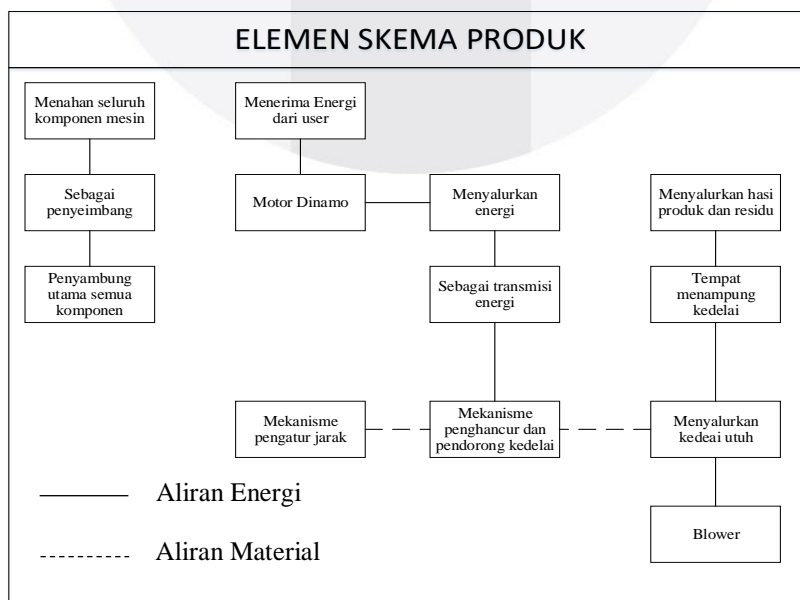 ELEMEN SKEMA PRODUK
Menahan seluruh
komponen mesin
Menerima Energi
dari user
Sebagai
penyeimbang
Motor Dinamo
Menyalurkan
energi
Menyalurkan hasi
produk dan residu
Penyambung
utama semua
komponen
Sebagai transmisi
energi
Tempat
menampung
kedelai
Mekanisme
pengatur jarak
Mekanisme
penghancur dan
pendorong kedelai
Menyalurkan
kedeai utuh
Aliran Energi
Blower
Aliran Material